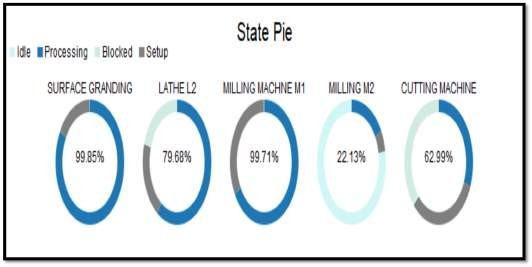 State Pie
Idle Processing Blocked Setup
SURFACE GRANDING LATHE L2 MILLING MACHNE M1 MILLING M2 CUTTING MACHINE
99.85% 79.68% 99.71% 22.13% 62.99%